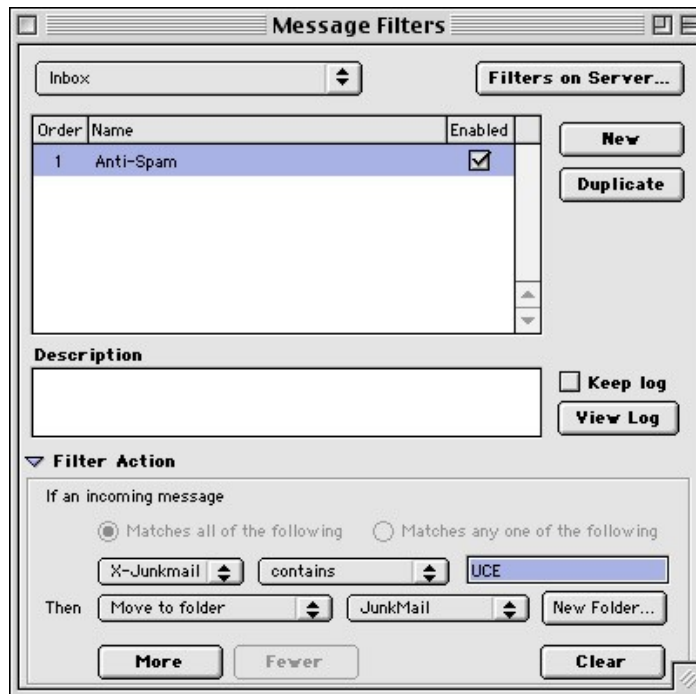 Message Filters
Inbox
Filters on Server...
Order Name Enabled
1 Anti-Spam
New
Duplicate
Description
Keep log
View Log
Filter Action
If an incoming message
Matches all of the following Matches any one of the following
X-Junkmail contains UCE
Then Move to folder JunkMail New Folder...
More Fewer Clear